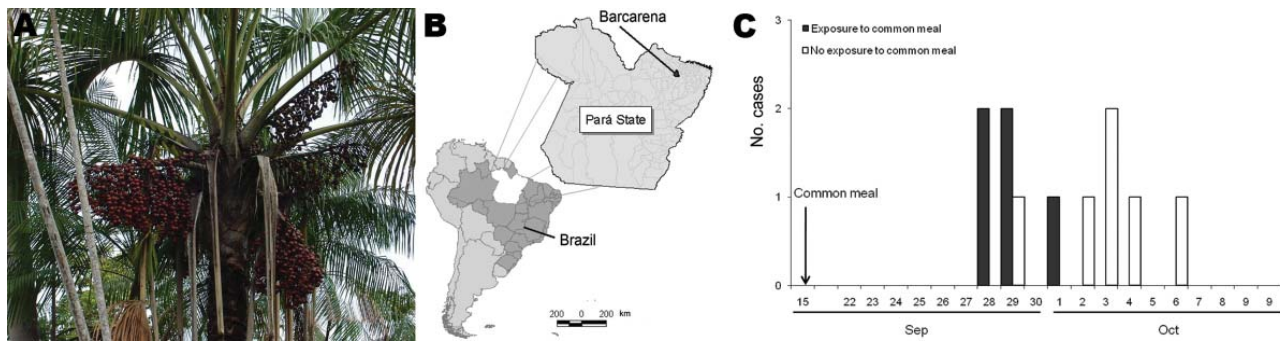 A
B
Barcarena
Pará State
Brazil
200 0 200 km
C
Exposure to common meal
No exposure to common meal
No. cases
3
2
1
0
Common meal
15 22 23 24 25 26 27 28 29 30 1 2 3 4 5 6 7 8 9 9
Sep Oct